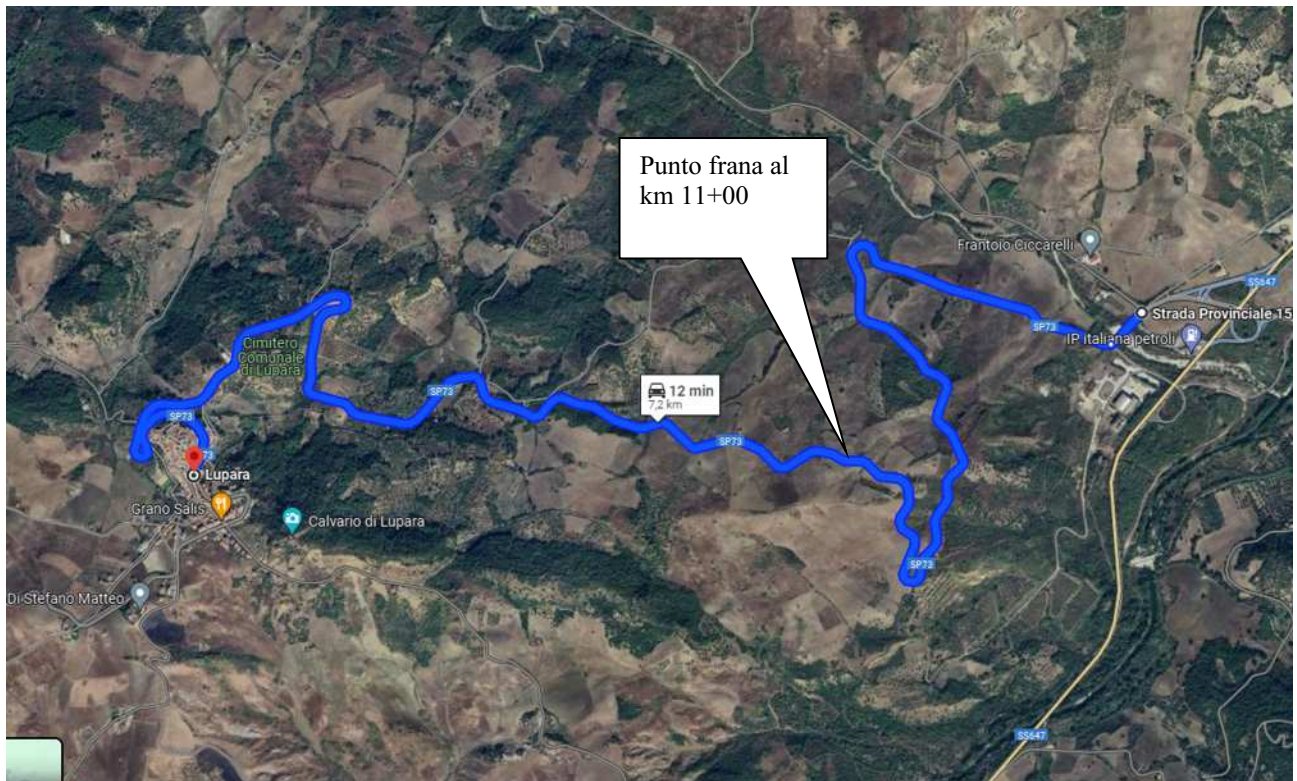 Punto frana al
km 11+00
Frantoio Ciccarelli
SS647
Strada Provinciale 15
SP73
IP italiana petroli
Cimitero
Comunale
di Lupara
12 min
7,2 km
SP73
SP73
SP73
73
Lupara
Grano Salis
Calvario di Lupara
SP73
Di Stefano Matteo
SS647